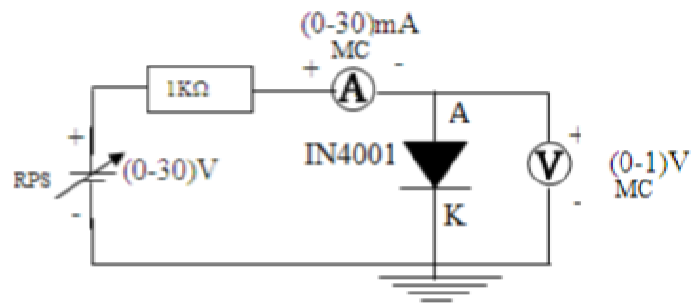 (0-30)mA
MC
+ -
1KΩ
A
A
+
IN4001
V
+
RPS
(0-30)V
(0-1)V
MC
-
-
K